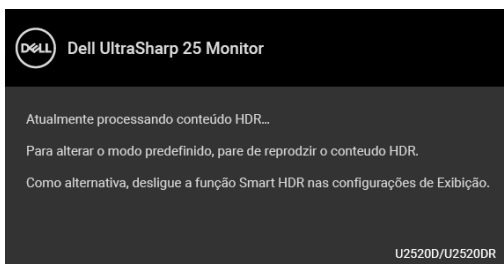 DELL
Dell UltraSharp 25 Monitor
Atualmente processando conteúdo HDR...
Para alterar o modo predefinido, pare de reprodzir o conteudo HDR.
Como alternativa, desligue a função Smart HDR nas configurações de Exibição.
U2520D/U2520DR